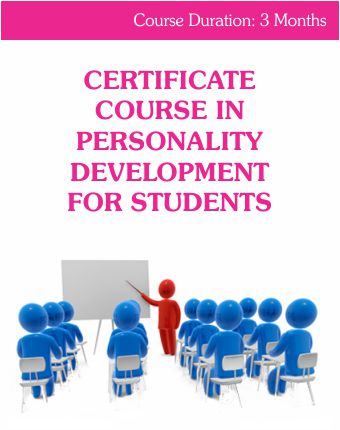 Course Duration: 3 Months
CERTIFICATE
COURSE IN
PERSONALITY
DEVELOPMENT
FOR STUDENTS